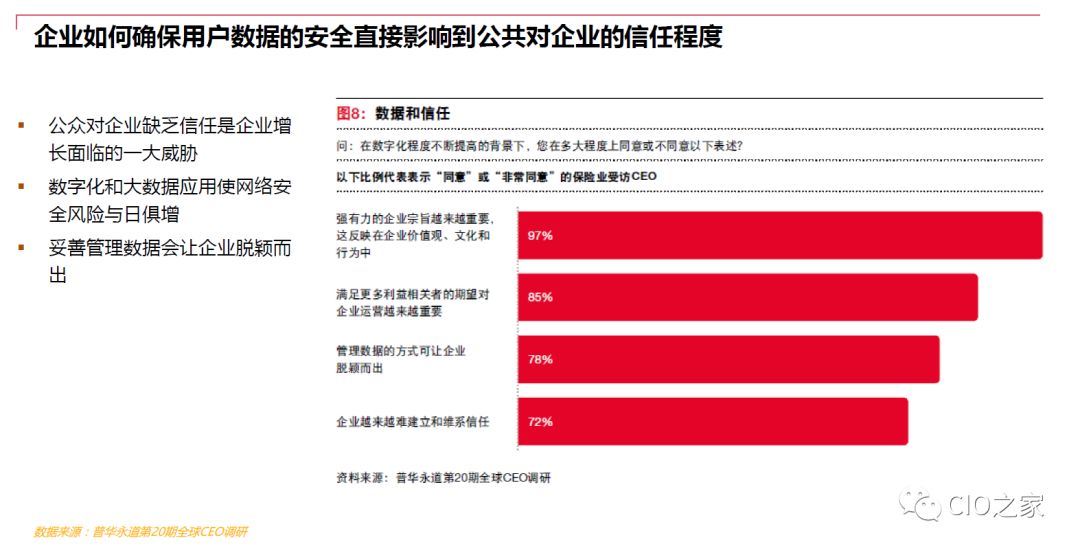 企业如何确保用户数据的安全直接影响到公共对企业的信任程度
公众对企业缺乏信任是企业增
长面临的一大威胁
数字化和大数据应用使网络安
全风险与日俱增
妥善管理数据会让企业脱颖而
出
图8：数据和信任
问：在数字化程度不断提高的背景下，您在多大程度上同意或不同意以下表述？
以下比例代表表示“同意”或“非常同意”的保险业受访CEO
强有力的企业宗旨越来越重要，
这反映在企业价值观、文化和
行为中
97%
满足更多利益相关者的期望对
企业运营越来越重要
85%
管理数据的方式可让企业
脱颖而出
78%
企业越来越难建立和维系信任
72%
资料来源：普华永道第20期全球CEO调研
CIO之家
数据来源：普华永道第20期全球CEO调研